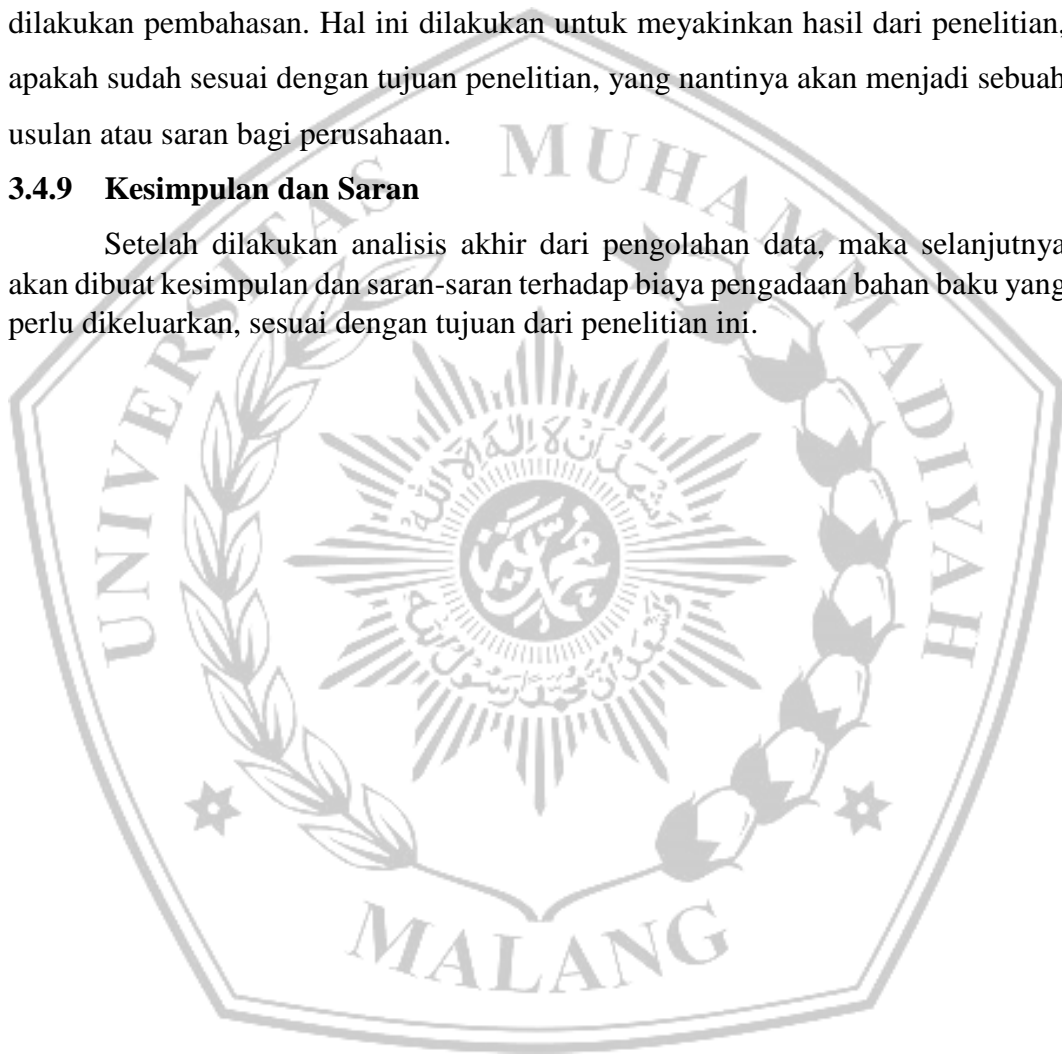 dilakukan pembahasan. Hal ini dilakukan untuk meyakinkan hasil dari penelitian,
apakah sudah sesuai dengan tujuan penelitian, yang nantinya akan menjadi sebuah
usulan atau saran bagi perusahaan.
3.4.9 Kesimpulan dan Saran
Setelah dilakukan analisis akhir dari pengolahan data, maka selanjutnya
akan dibuat kesimpulan dan saran-saran terhadap biaya pengadaan bahan baku yang
perlu dikeluarkan, sesuai dengan tujuan dari penelitian ini.
UNIVERSITAS MUHAMMADIYAH
MALANG